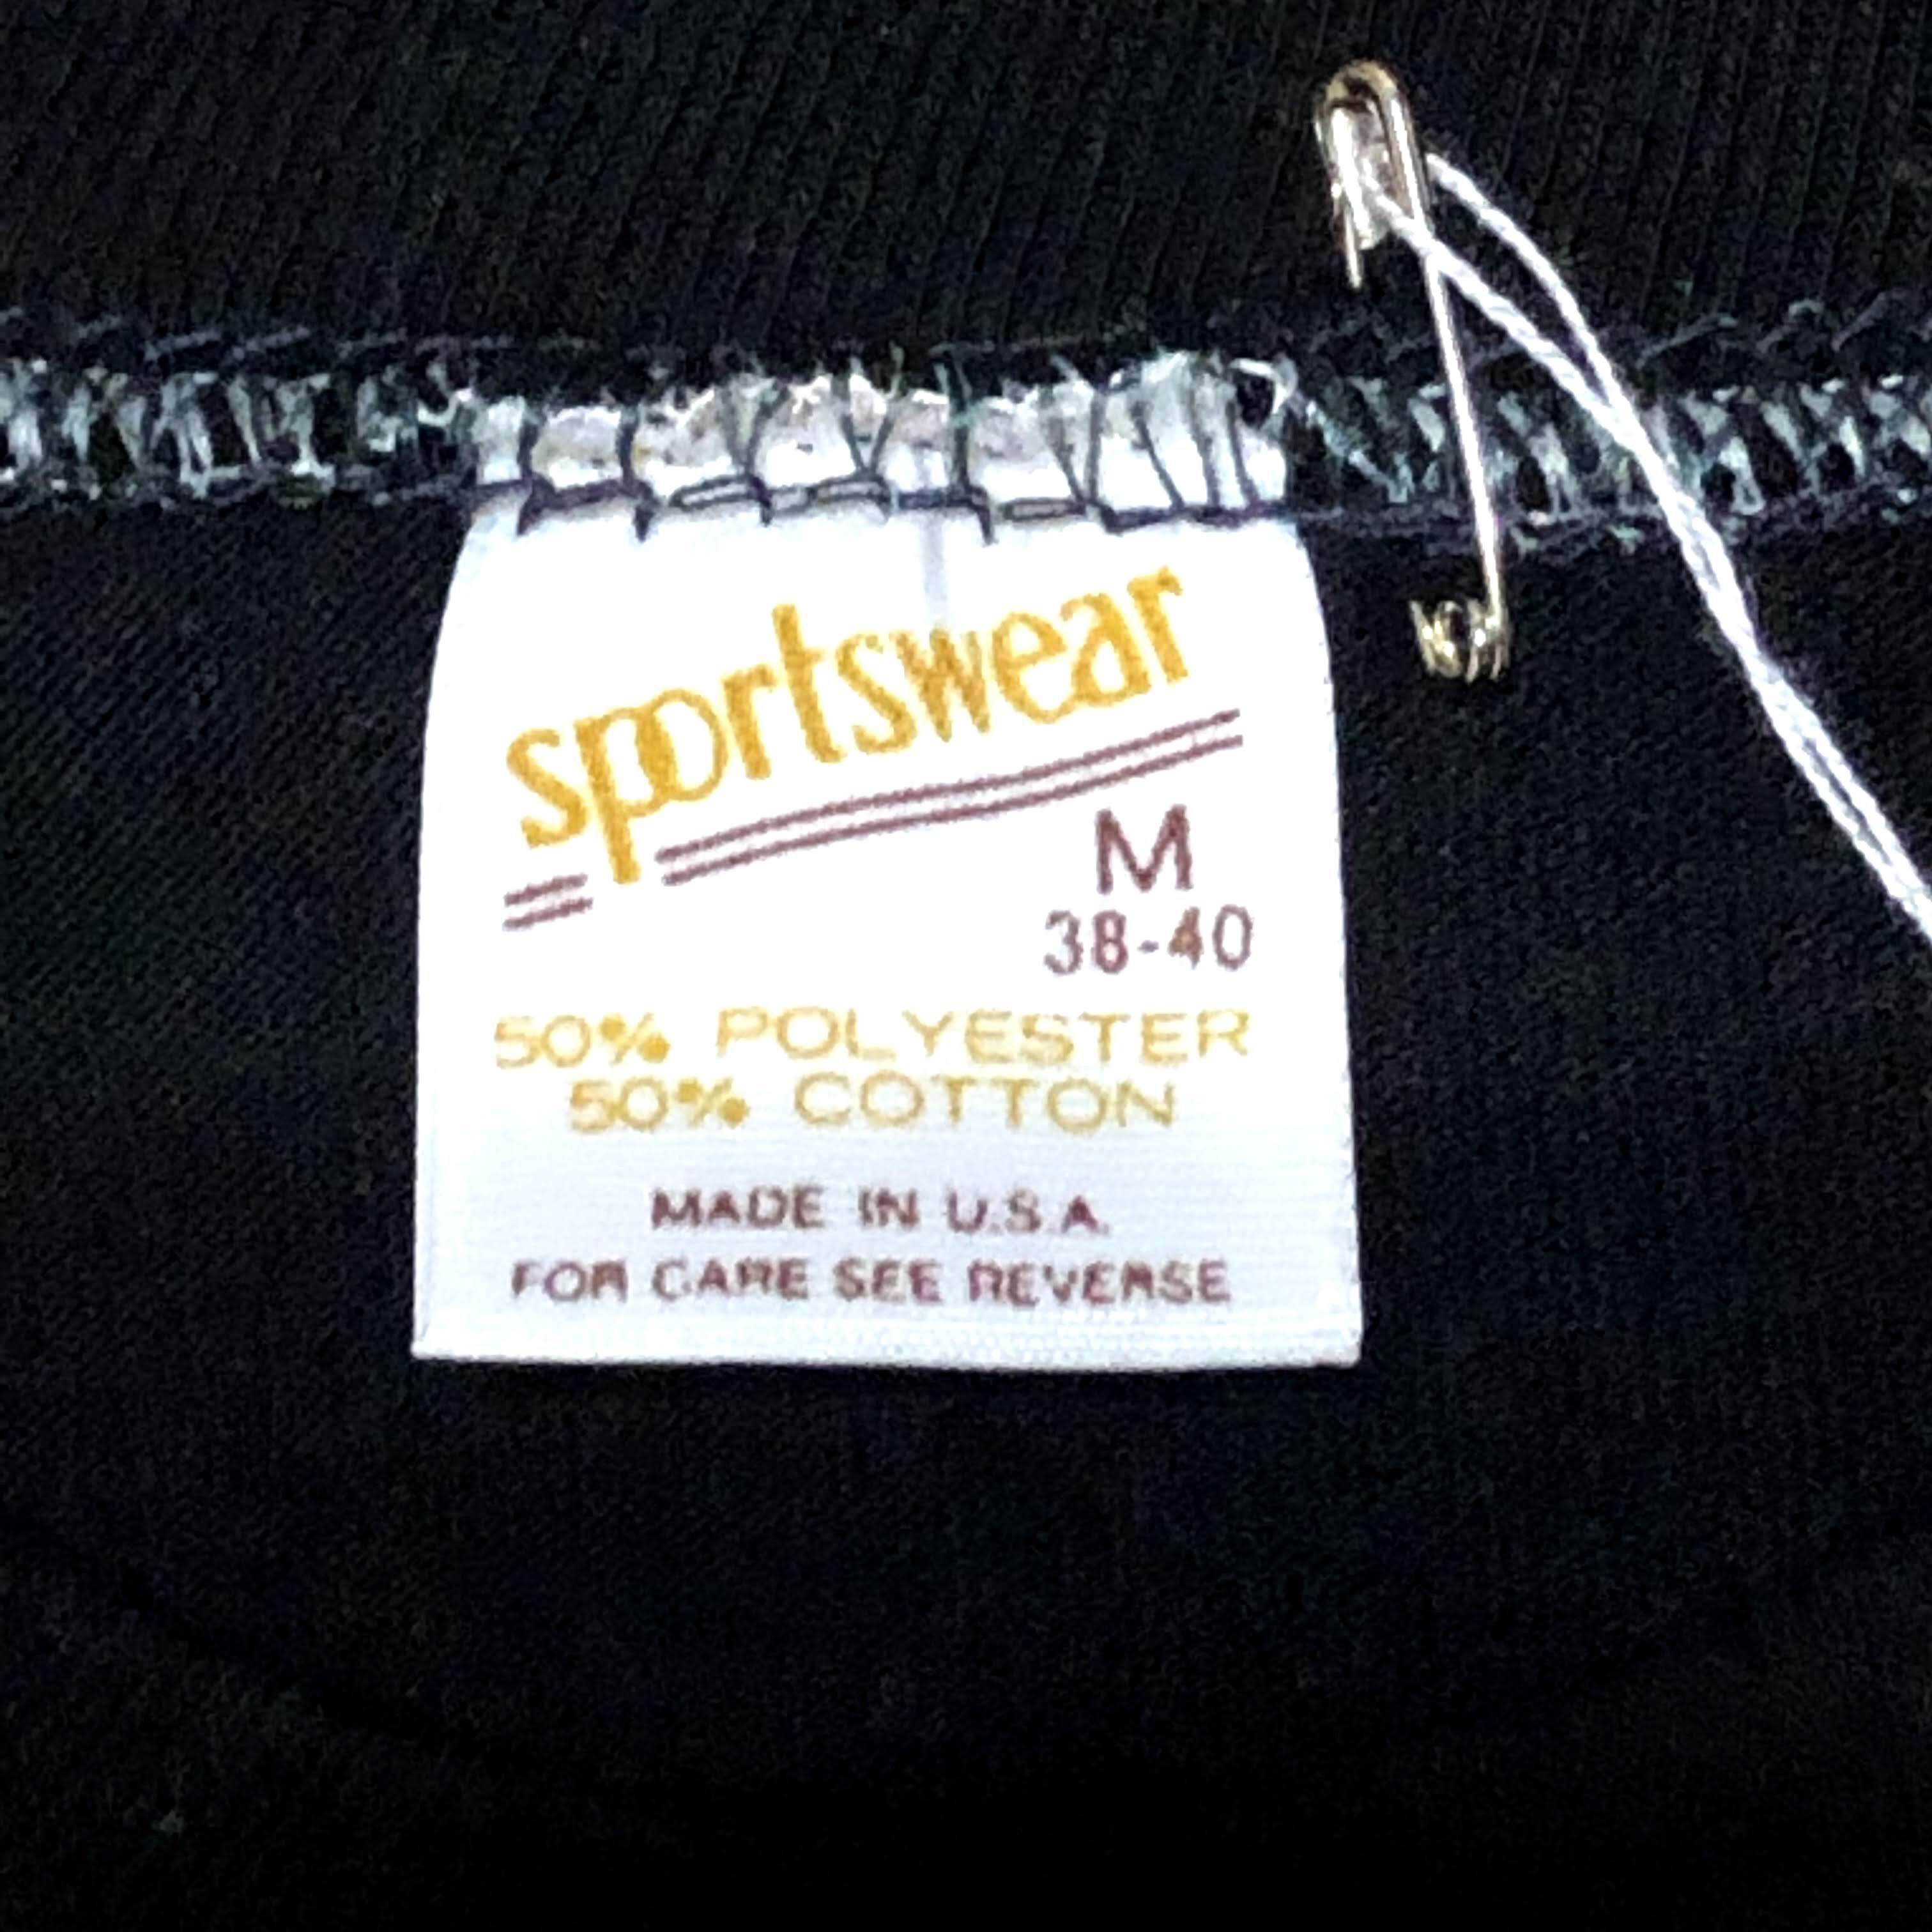 sportswear
M
38-40
50% POLYESTER
50% COTTON
MADE IN U.S.A.
FOR CARE SEE REVERSE